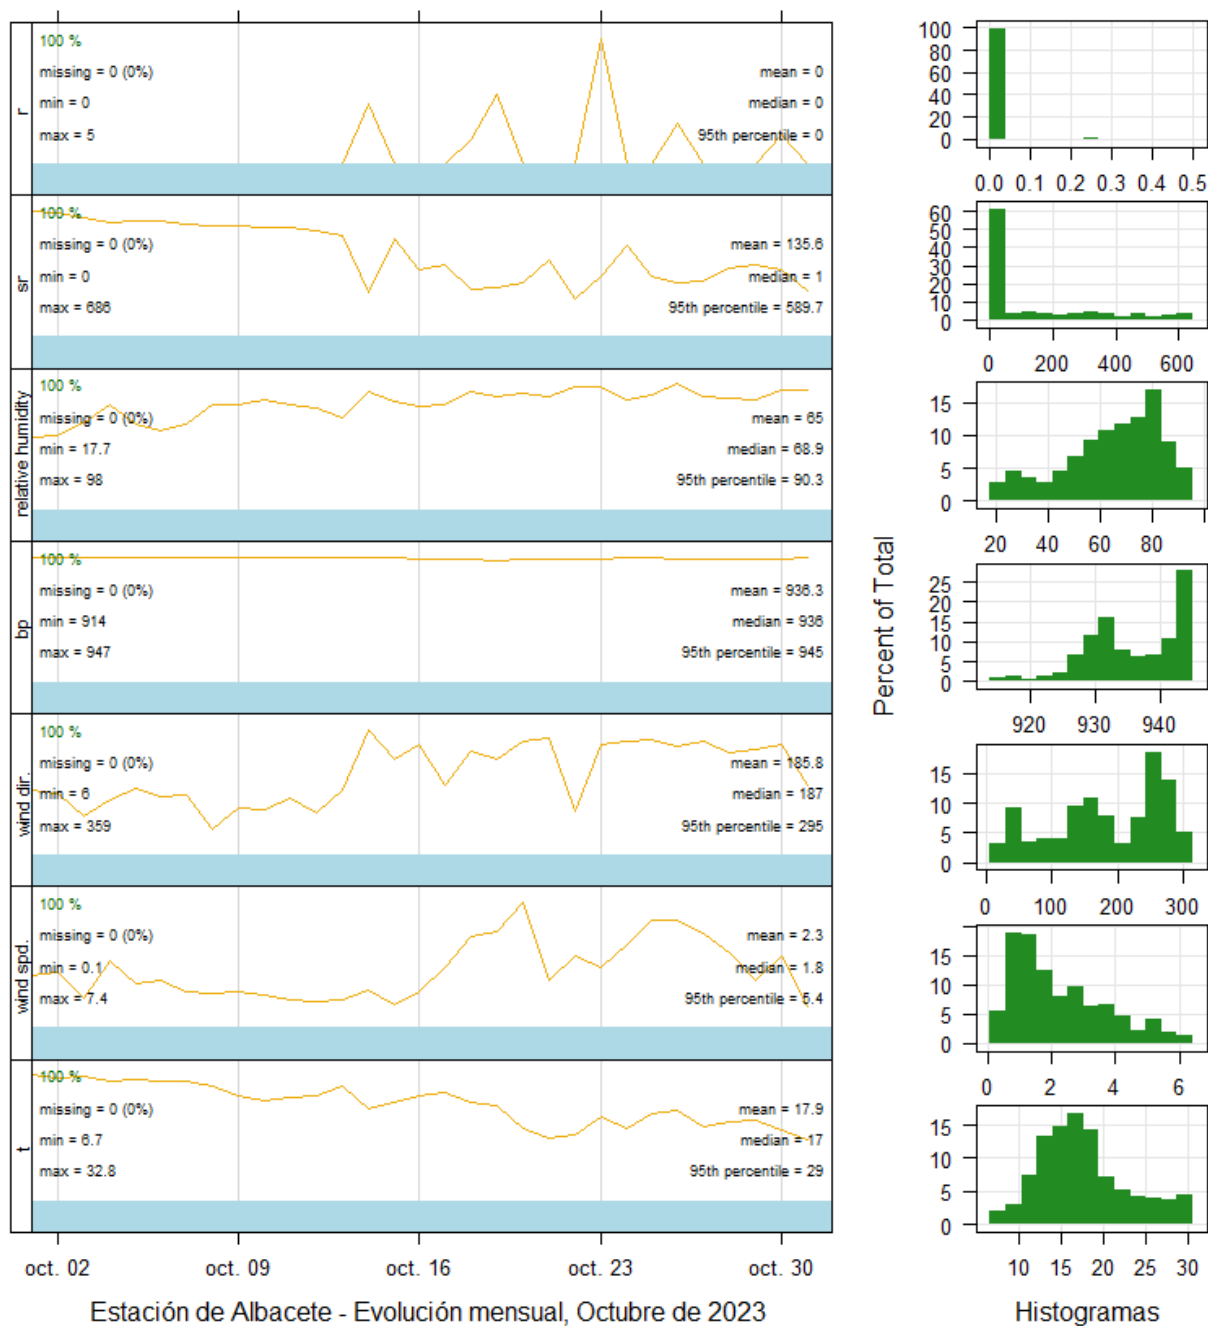 r
100 %
missing = 0 (0%)
min = 0
max = 5
mean = 0
median = 0
95th percentile = 0
sr
100 %
missing = 0 (0%)
min = 0
max = 686
mean = 135.6
median = 1
95th percentile = 589.7
relative humidity
100 %
missing = 0 (0%)
min = 17.7
max = 98
mean = 65
median = 68.9
95th percentile = 90.3
bp
100 %
missing = 0 (0%)
min = 914
max = 947
mean = 936.3
median = 936
95th percentile = 945
wind dir.
100 %
missing = 0 (0%)
min = 6
max = 359
mean = 185.8
median = 187
95th percentile = 295
wind spd.
100 %
missing = 0 (0%)
min = 0.1
max = 7.4
mean = 2.3
median = 1.8
95th percentile = 5.4
t
100 %
missing = 0 (0%)
min = 6.7
max = 32.8
mean = 17.9
median = 17
95th percentile = 29
oct. 02 oct. 09 oct. 16 oct. 23 oct. 30
Estación de Albacete - Evolución mensual, Octubre de 2023
Percent of Total
100
80
60
40
20
0
0.0 0.1 0.2 0.3 0.4 0.5
60
50
40
30
20
10
0
0 200 400 600
15
10
5
0
20 40 60 80
25
20
15
10
5
0
920 930 940
15
10
5
0
0 100 200 300
15
10
5
0
0 2 4 6
15
10
5
0
10 15 20 25 30
Histogramas